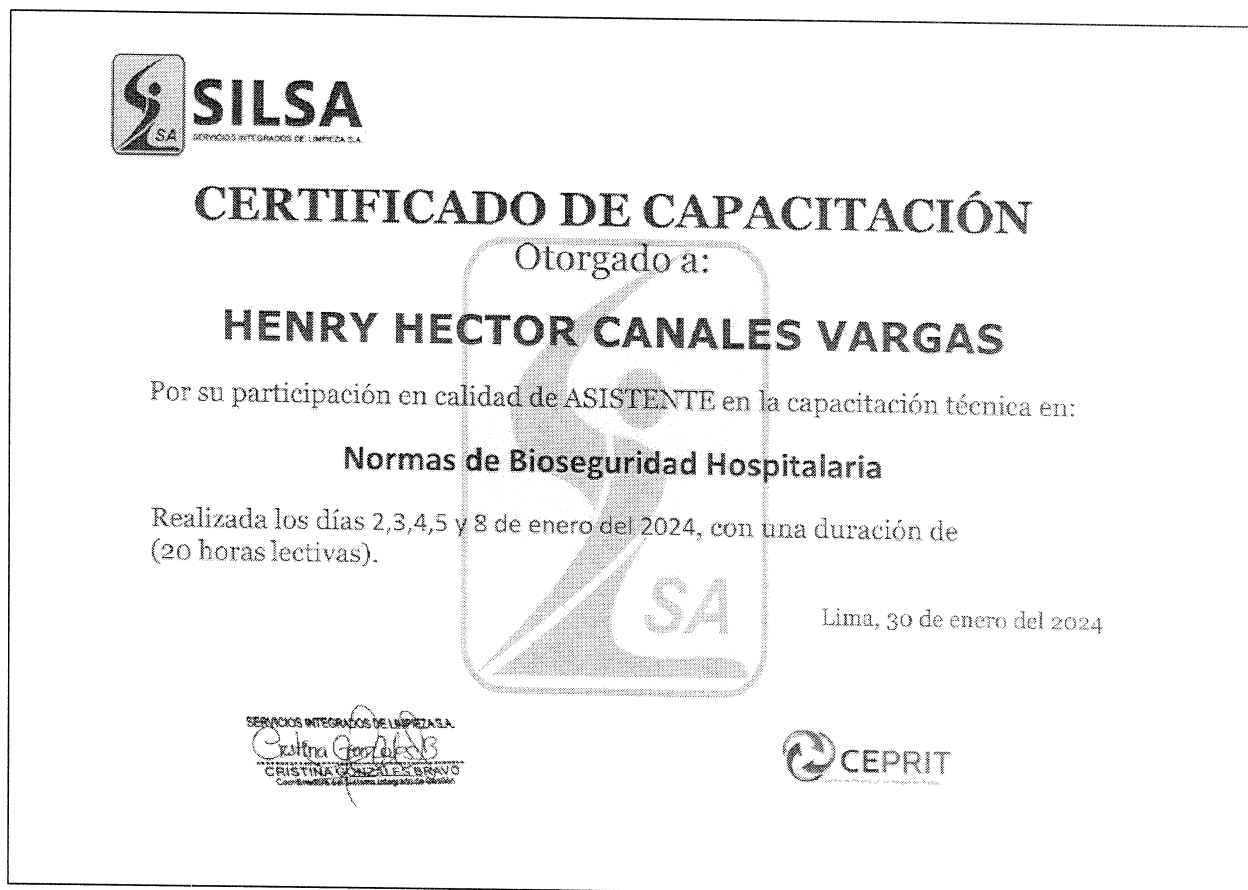 SILSA
SERVICIOS INTEGRADOS DE LIMPIEZA S.A.
SA
CERTIFICADO DE CAPACITACIÓN
Otorgado a:
HENRY HECTOR CANALES VARGAS
Por su participación en calidad de ASISTENTE en la capacitación técnica en:
Normas de Bioseguridad Hospitalaria
Realizada los días 2,3,4,5 y 8 de enero del 2024, con una duración de
(20 horas lectivas).
SA
Lima, 30 de enero del 2024
SERVICIOS INTEGRADOS DE LIMPIEZA S.A.
Cristina Gonzales B
CRISTINA GONZALES BRAVO
CEPRIT